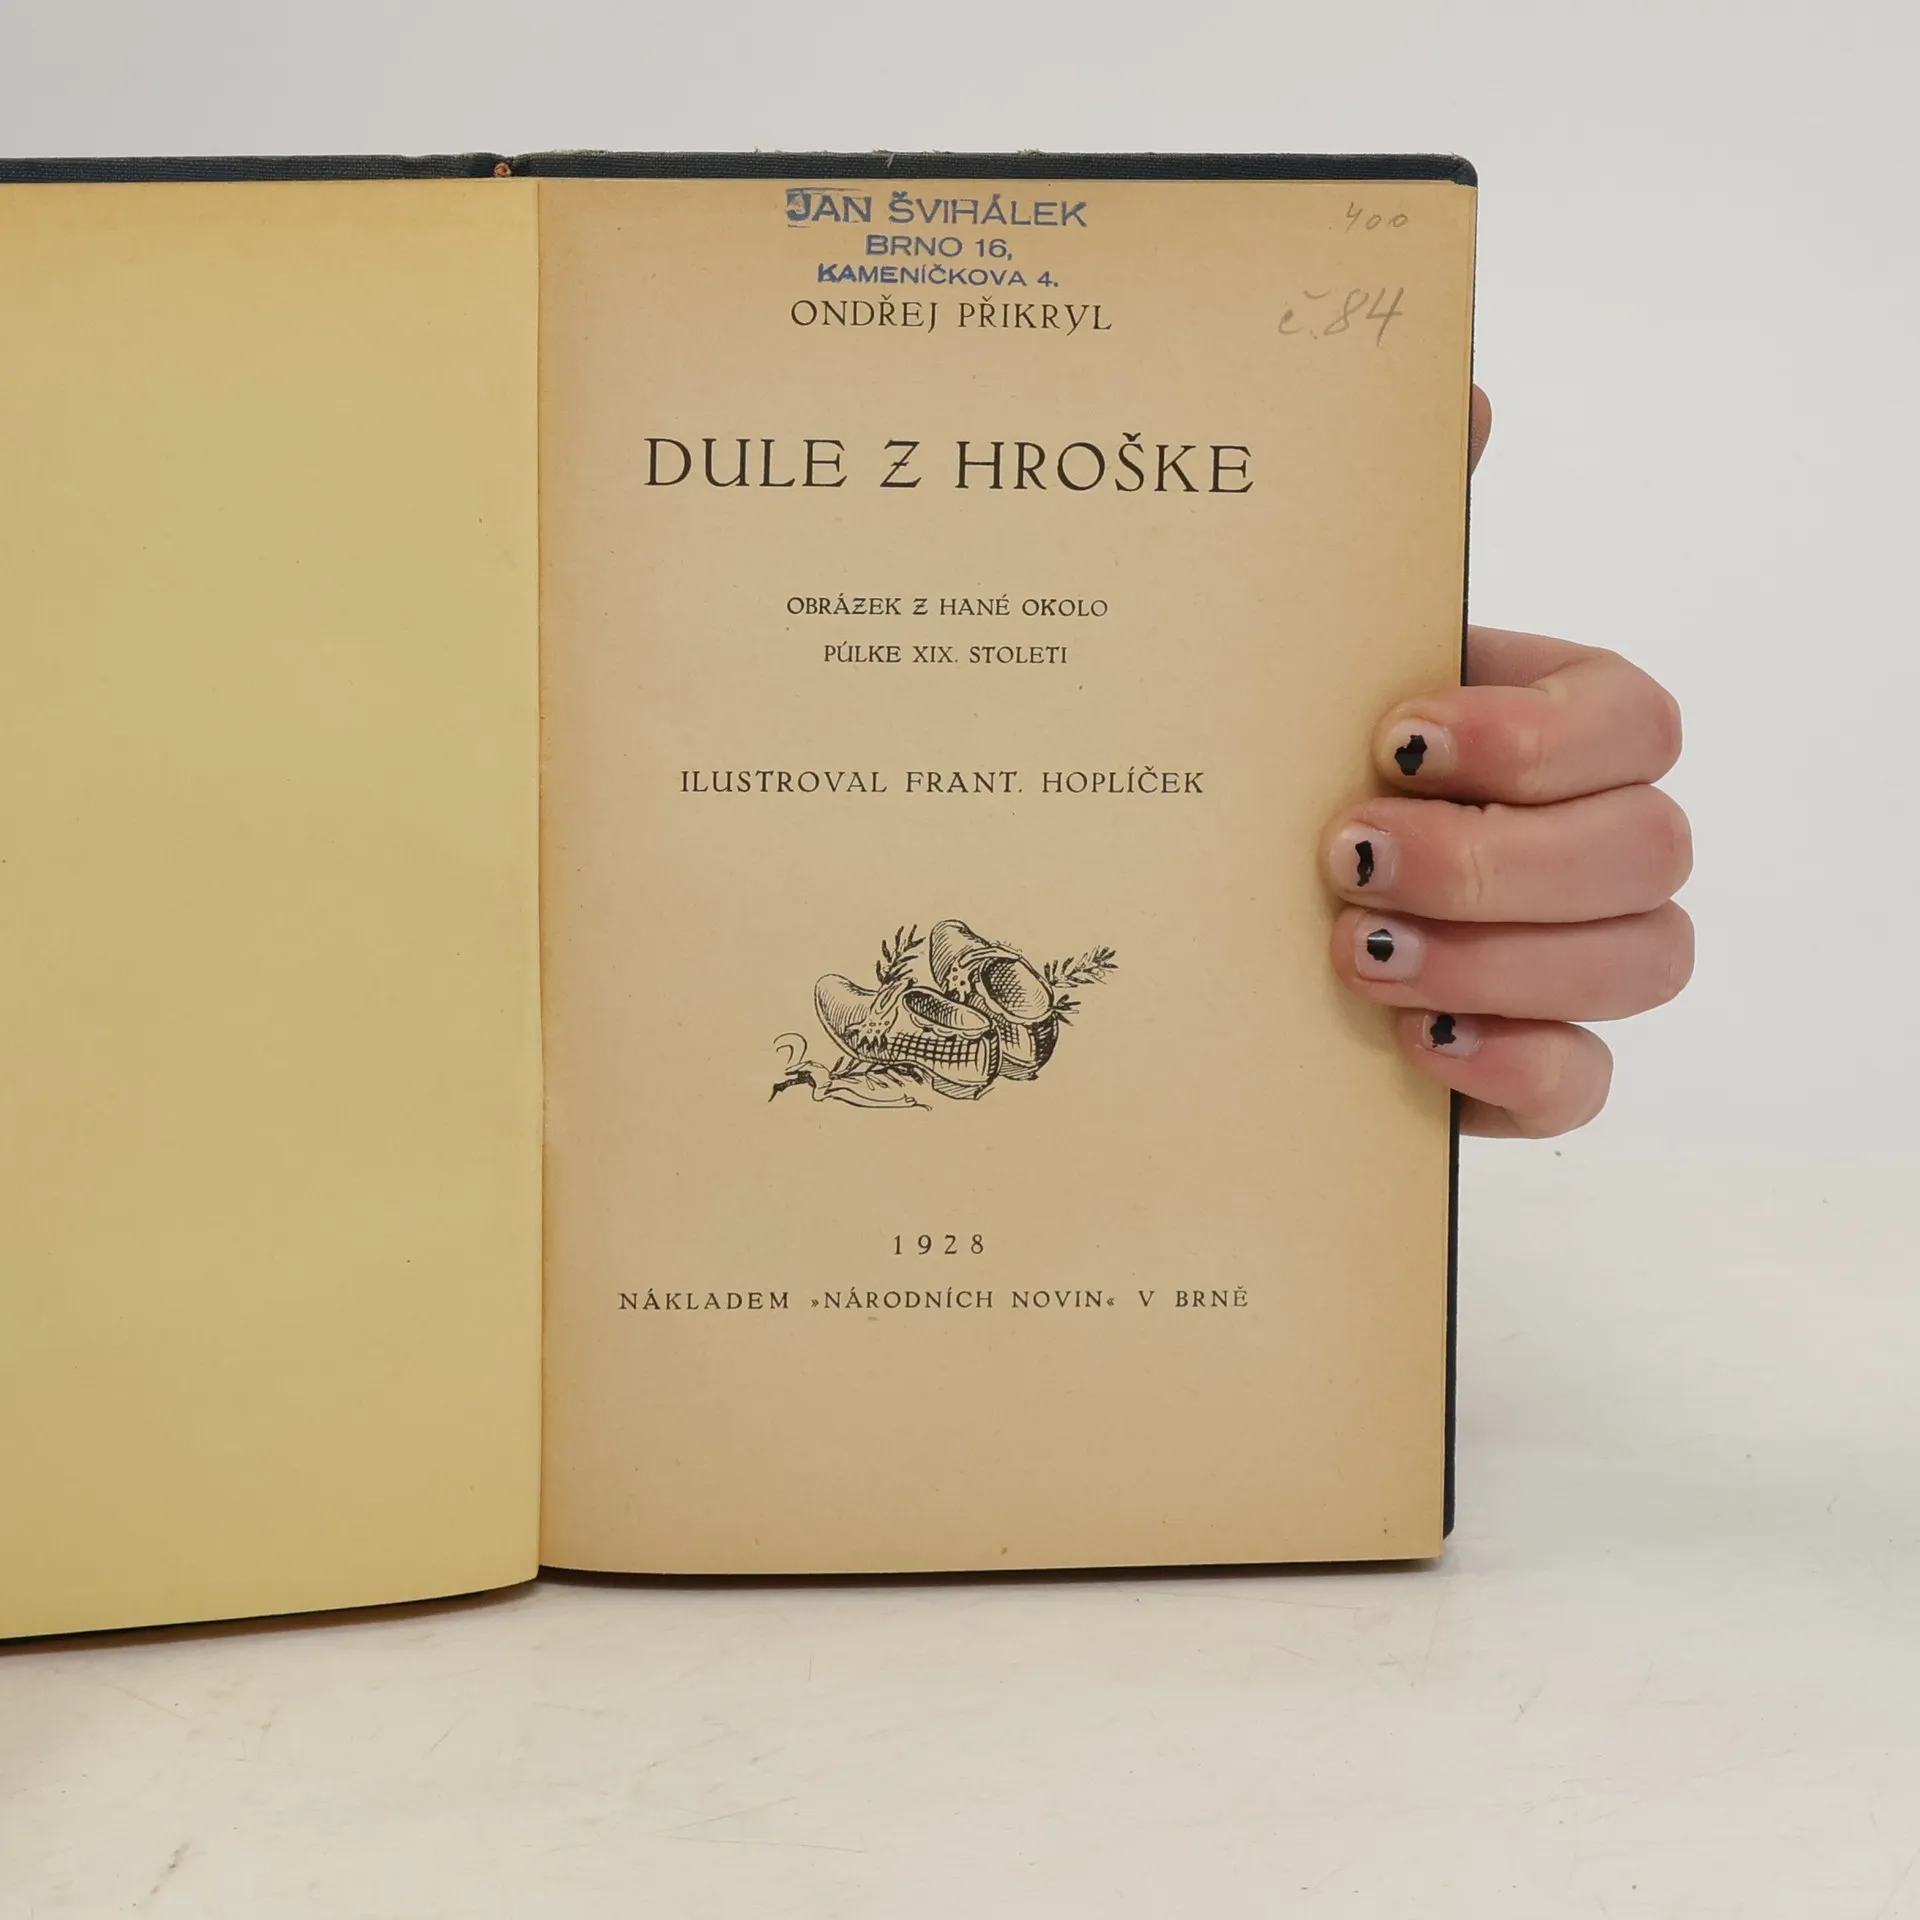 JAN ŠVIHÁLEK
BRNO 16,
KAMENÍČKOVA 4.
.400
č. 84
ONDŘEJ PŘIKRYL
DULE Z HROŠKE
OBRÁZEK Z HANÉ OKOLO
PÚLKE XIX. STOLETI
ILUSTROVAL FRANT. HOPLÍČEK
1928
NÁKLADEM »NÁRODNÍCH NOVIN« V BRNĚ